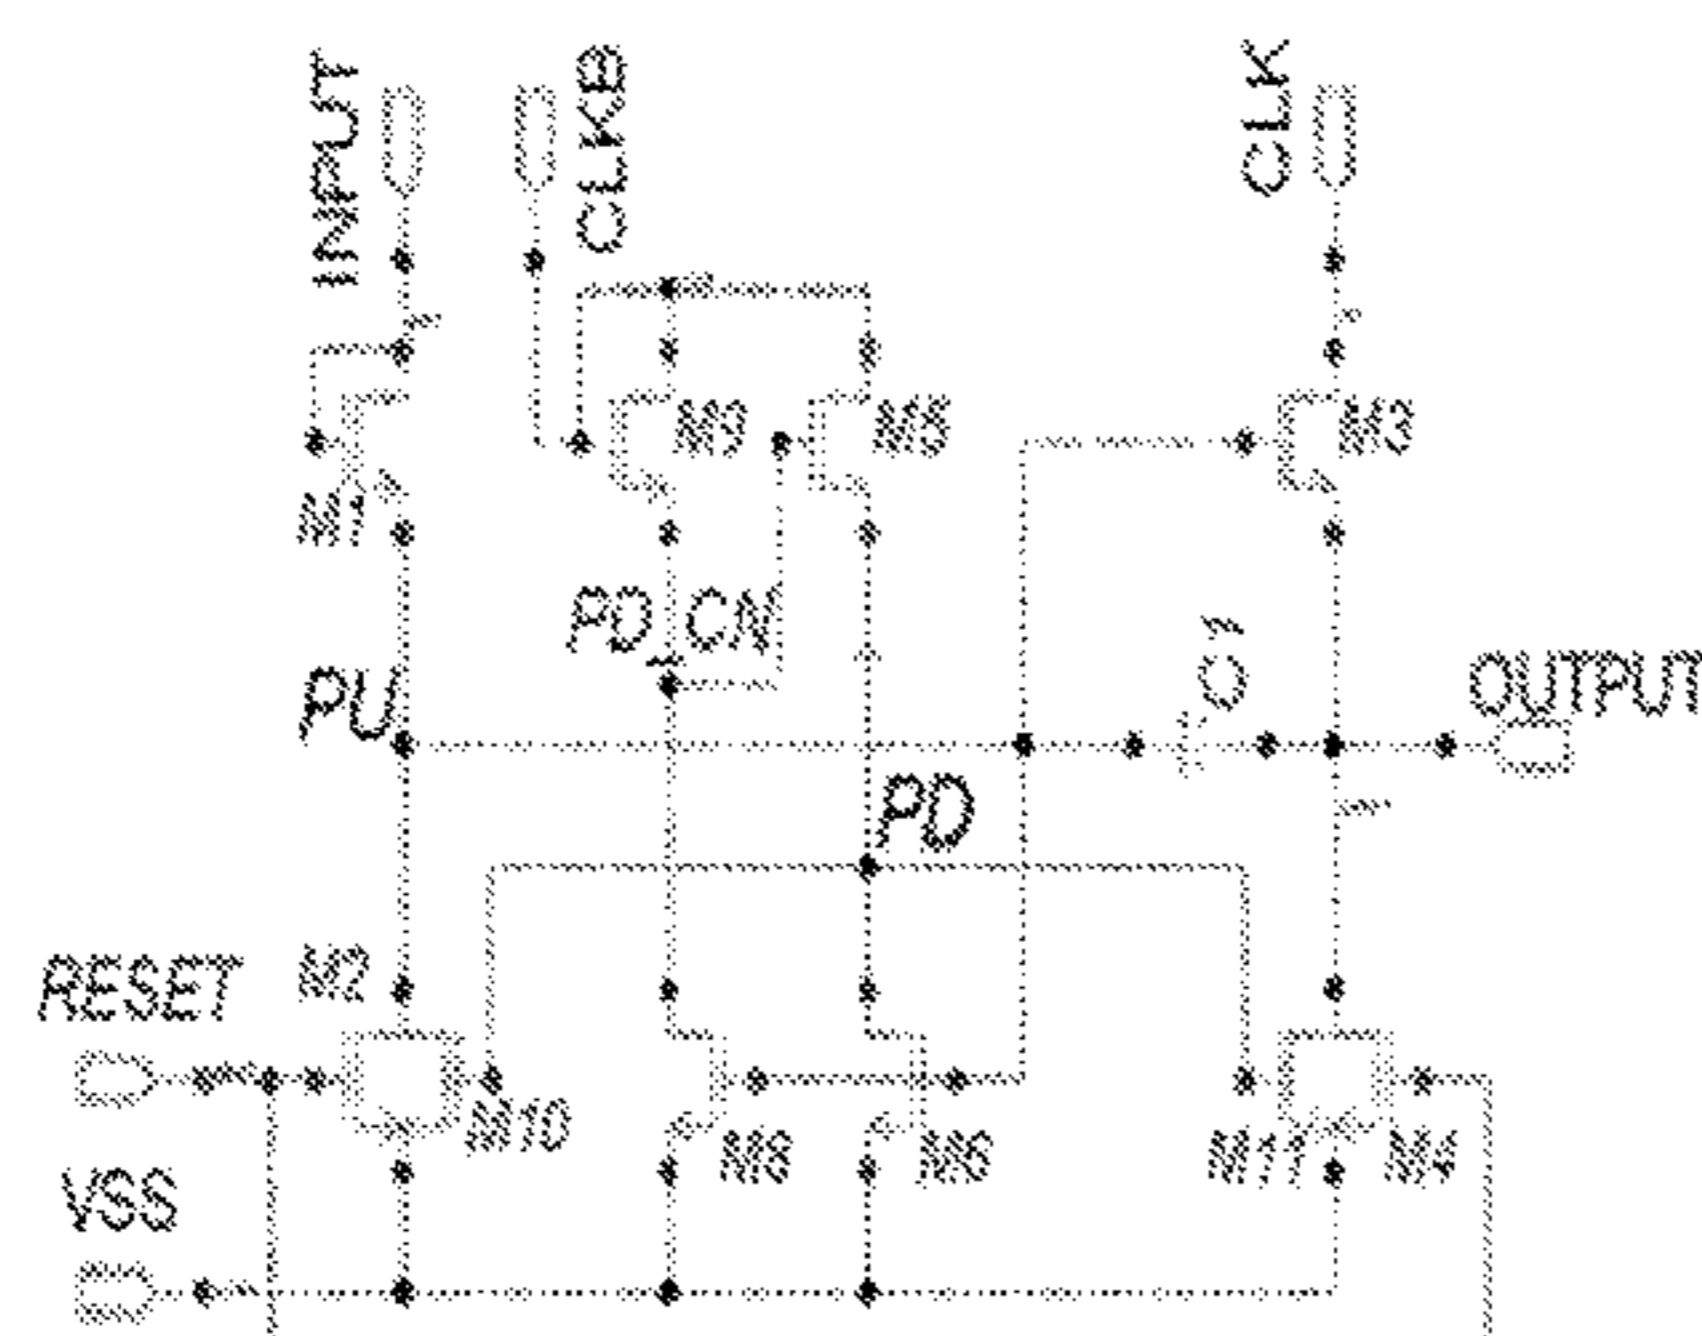 INPUT
CLKB
CLK
M9
M5
M3
M1
PD_CN
C1
PU
OUTPUT
PD
RESET
M2
M10
M8
M6
M11
M4
VSS